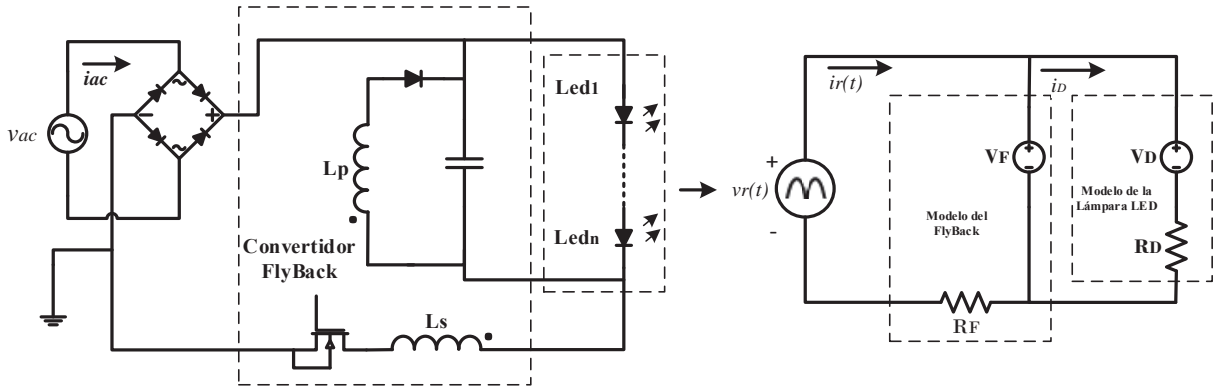 iac
vac
Lp
Convertidor
FlyBack
Ls
Led1
Ledn
ir(t)
iD
+
vr(t)
-
VF
Modelo del
FlyBack
RF
VD
Modelo de la
Lámpara LED
RD